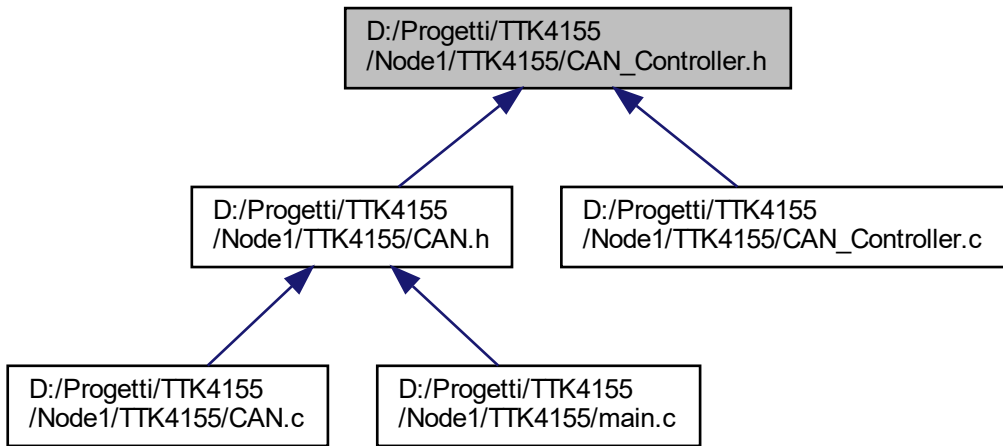 D:/Progetti/TTK4155
/Node1/TTK4155/CAN_Controller.h
D:/Progetti/TTK4155
/Node1/TTK4155/CAN.h
D:/Progetti/TTK4155
/Node1/TTK4155/CAN_Controller.c
D:/Progetti/TTK4155
/Node1/TTK4155/CAN.c
D:/Progetti/TTK4155
/Node1/TTK4155/main.c